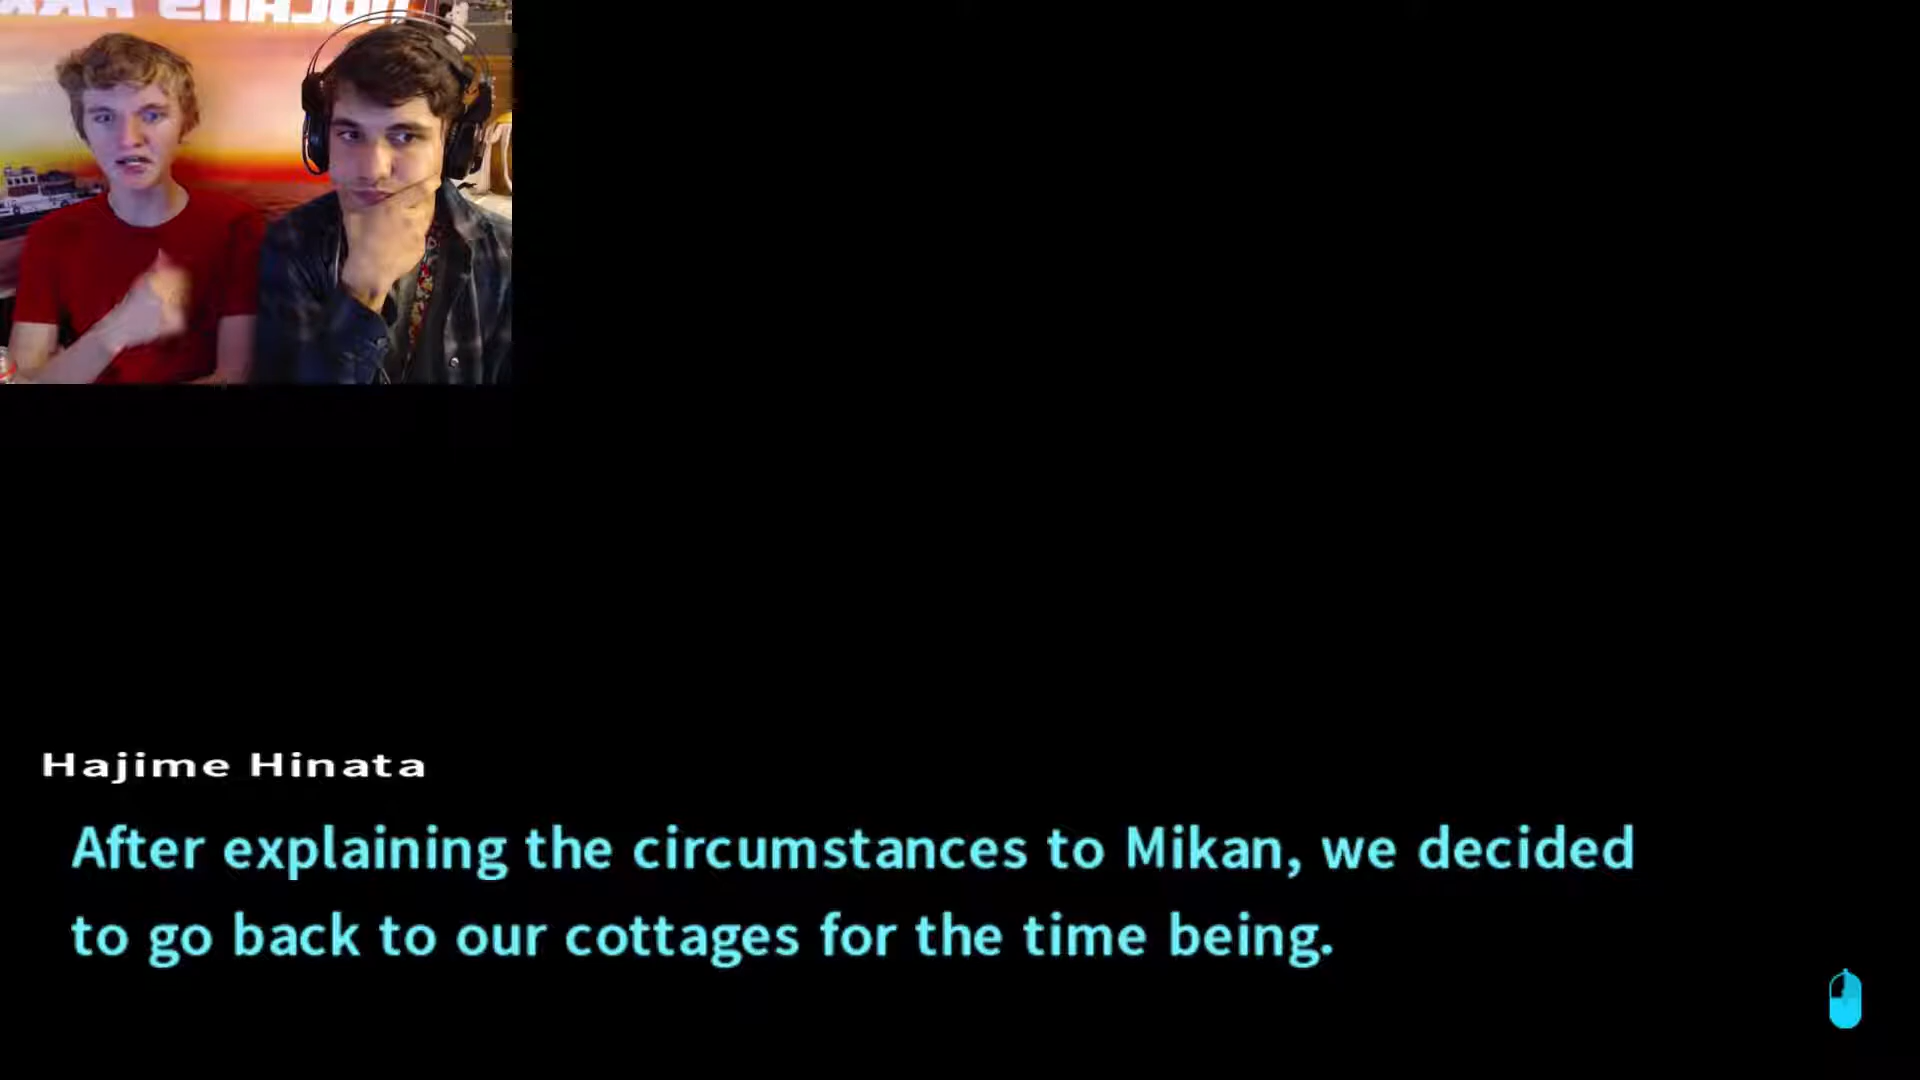 Hajime Hinata
After explaining the circumstances to Mikan, we decided
to go back to our cottages for the time being.